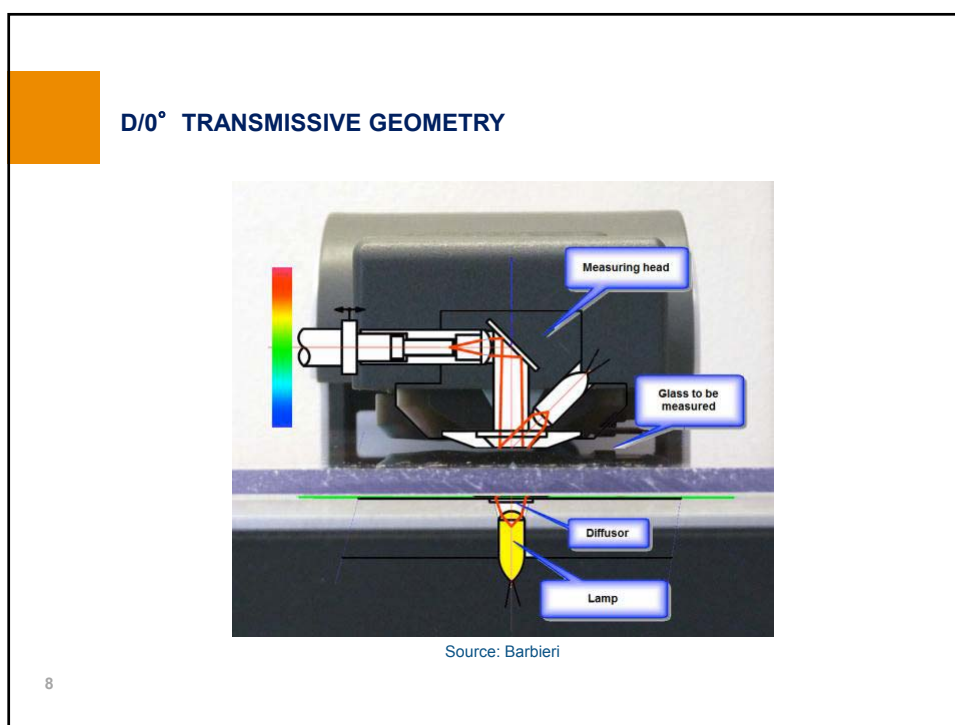 D/0° TRANSMISSIVE GEOMETRY
Measuring head
Glass to be
measured
Diffusor
Lamp
Source: Barbieri
8